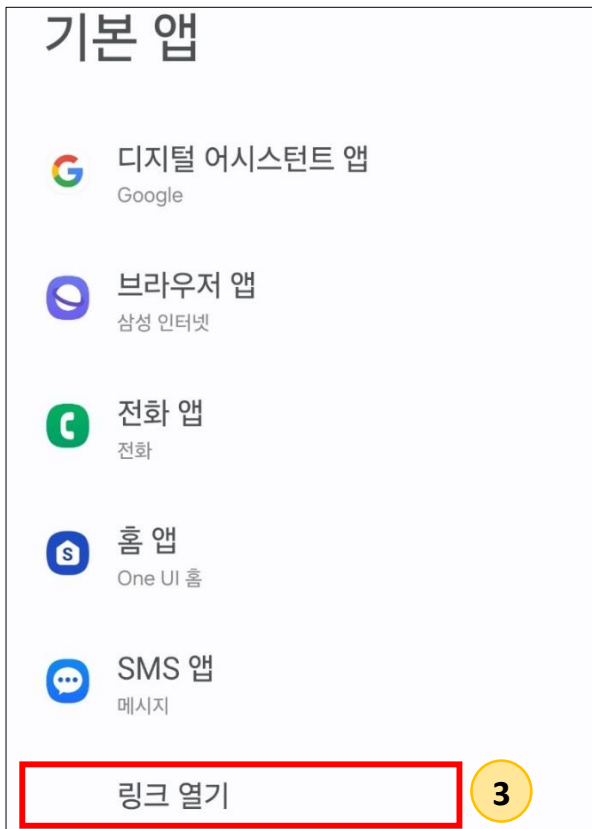 기본 앱
디지털 어시스턴트 앱
Google
브라우저 앱
삼성 인터넷
전화 앱
전화
홈 앱
One UI 홈
SMS 앱
메시지
링크 열기
3